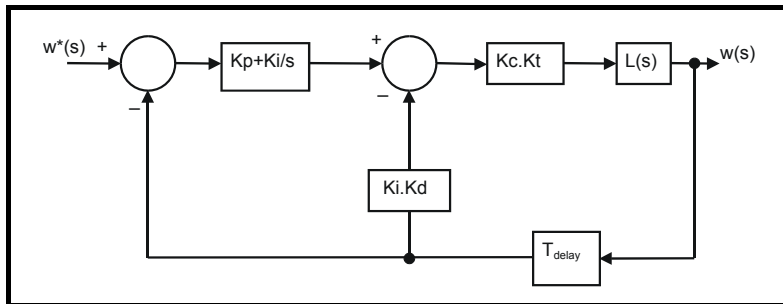 w*(s)
+
Kp+Ki/s
+
Kc.Kt
L(s)
w(s)
–
–
Ki.Kd
Tdelay